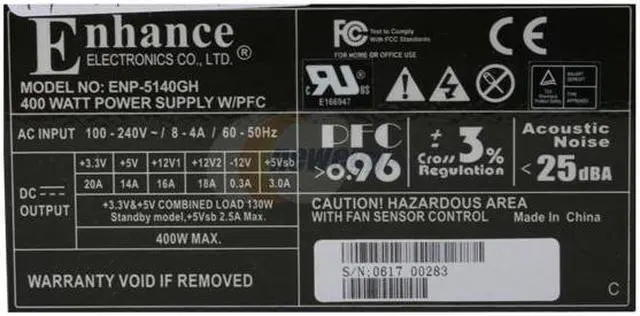 Enhance ®
ELECTRONICS CO., LTD.
MODEL NO: ENP-5140GH
400 WATT POWER SUPPLY W/PFC
FC Tested To Comply
With FCC Standards
FOR HOME OR OFFICE USE
CE
c RU US
E166947
AC INPUT 100-240V~/8-4A/60-50Hz
DC OUTPUT
+3.3V +5V +12V1 +12V2 -12V +5Vsb
20A 14A 16A 18A 0.3A 3.0A
+3.3V&+5V COMBINED LOAD 130W
Standby model,+5Vsb 2.5A Max.
400W MAX.
WARRANTY VOID IF REMOVED
PFC
>0.96
± 3%
Cross Regulation
Acoustic
Noise
<25dBA
CAUTION! HAZARDOUS AREA
WITH FAN SENSOR CONTROL
Made in China
S/N:0617 00283
C